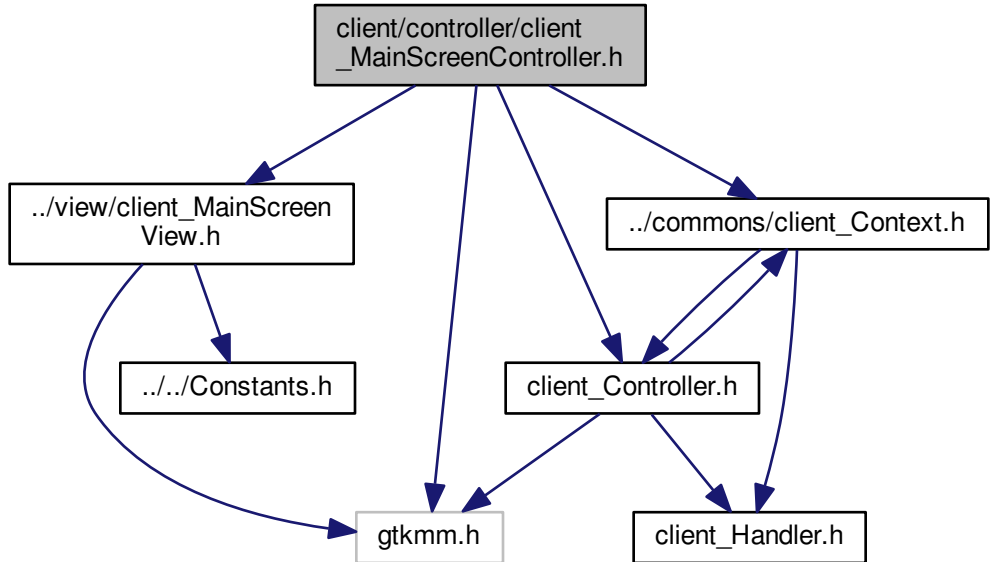 client/controller/client
_MainScreenController.h
../view/client_MainScreen
View.h
../commons/client_Context.h
../../Constants.h
client_Controller.h
gtkmm.h
client_Handler.h